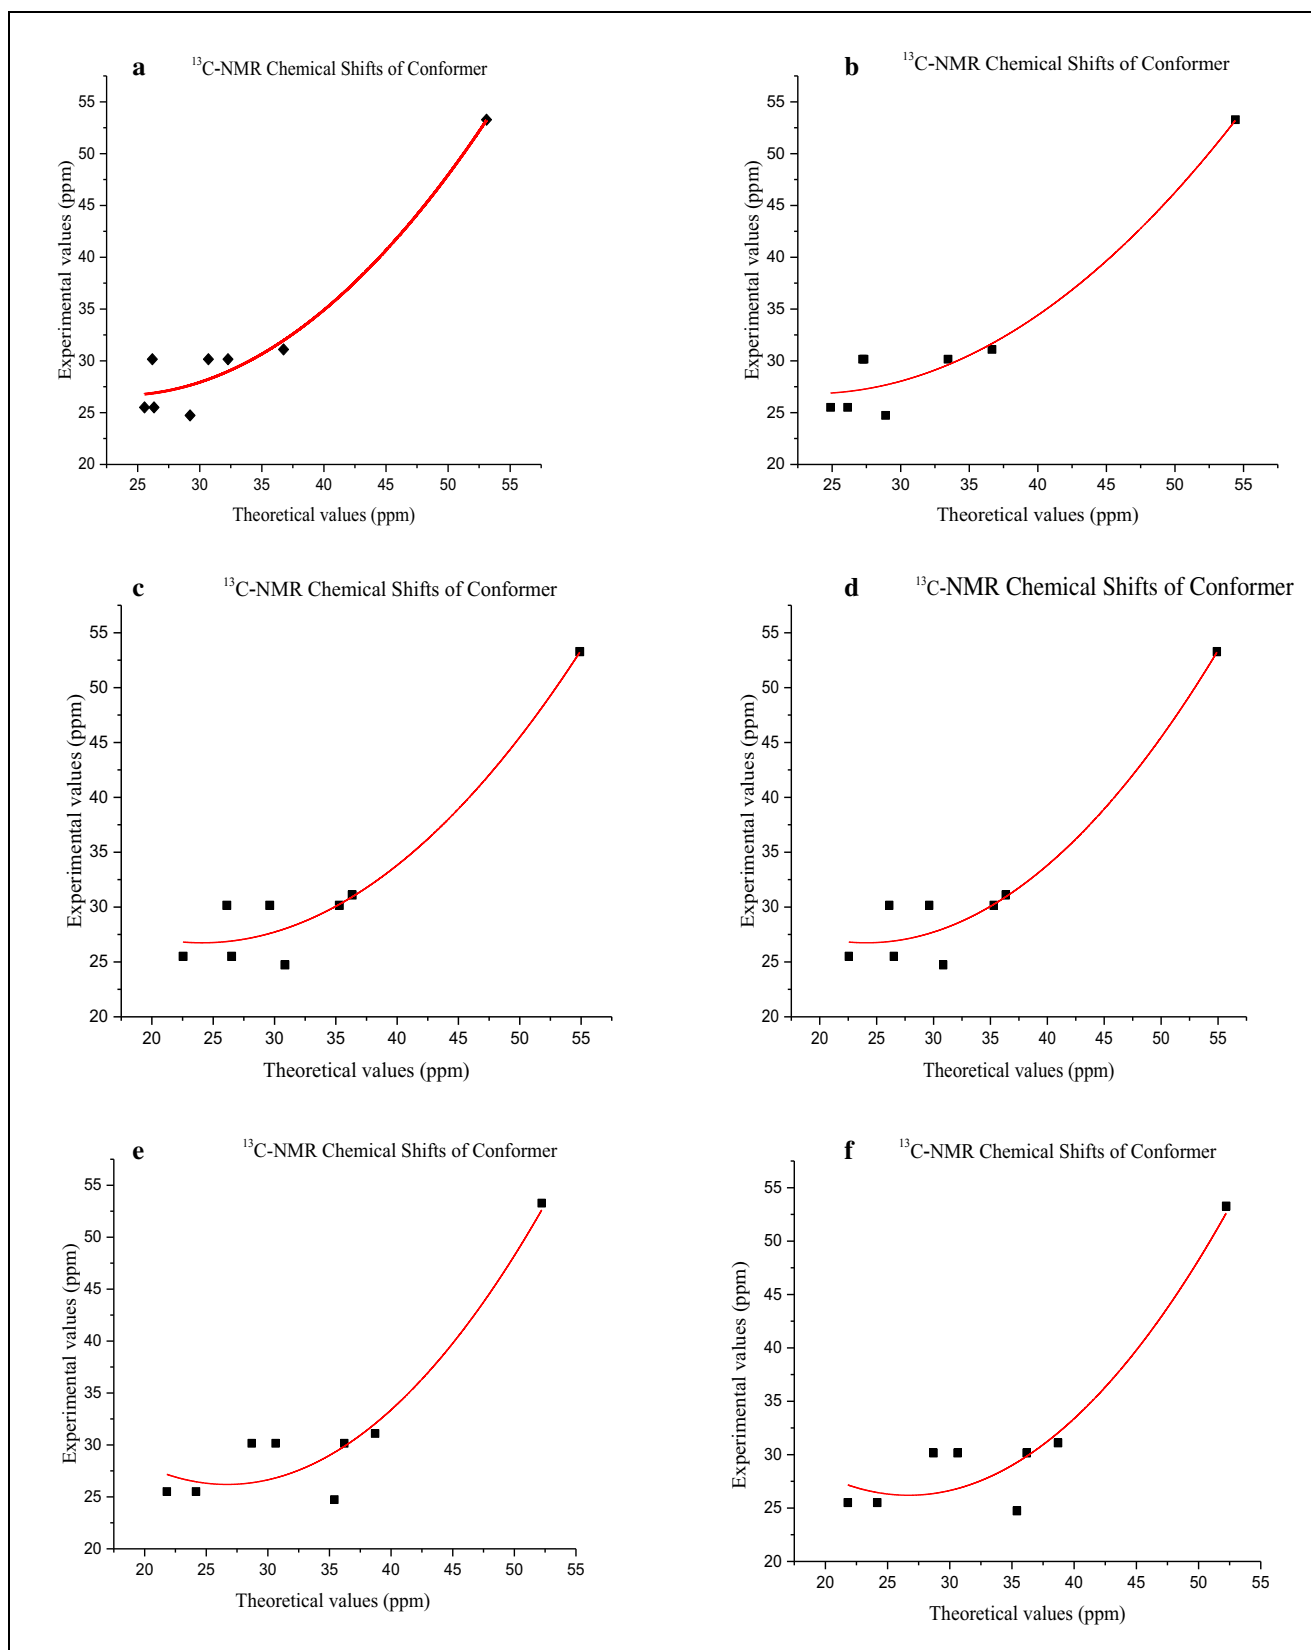 a
¹³C-NMR Chemical Shifts of Conformer
55
50
45
40
35
30
25
20
Experimental values (ppm)
25 30 35 40 45 50 55
Theoretical values (ppm)
b
¹³C-NMR Chemical Shifts of Conformer
55
50
45
40
35
30
25
20
Experimental values (ppm)
25 30 35 40 45 50 55
Theoretical values (ppm)
c
¹³C-NMR Chemical Shifts of Conformer
55
50
45
40
35
30
25
20
Experimental values (ppm)
20 25 30 35 40 45 50 55
Theoretical values (ppm)
d
¹³C-NMR Chemical Shifts of Conformer
55
50
45
40
35
30
25
20
Experimental values (ppm)
20 25 30 35 40 45 50 55
Theoretical values (ppm)
e
¹³C-NMR Chemical Shifts of Conformer
55
50
45
40
35
30
25
20
Experimental values (ppm)
20 25 30 35 40 45 50 55
Theoretical values (ppm)
f
¹³C-NMR Chemical Shifts of Conformer
55
50
45
40
35
30
25
20
Experimental values (ppm)
20 25 30 35 40 45 50 55
Theoretical values (ppm)